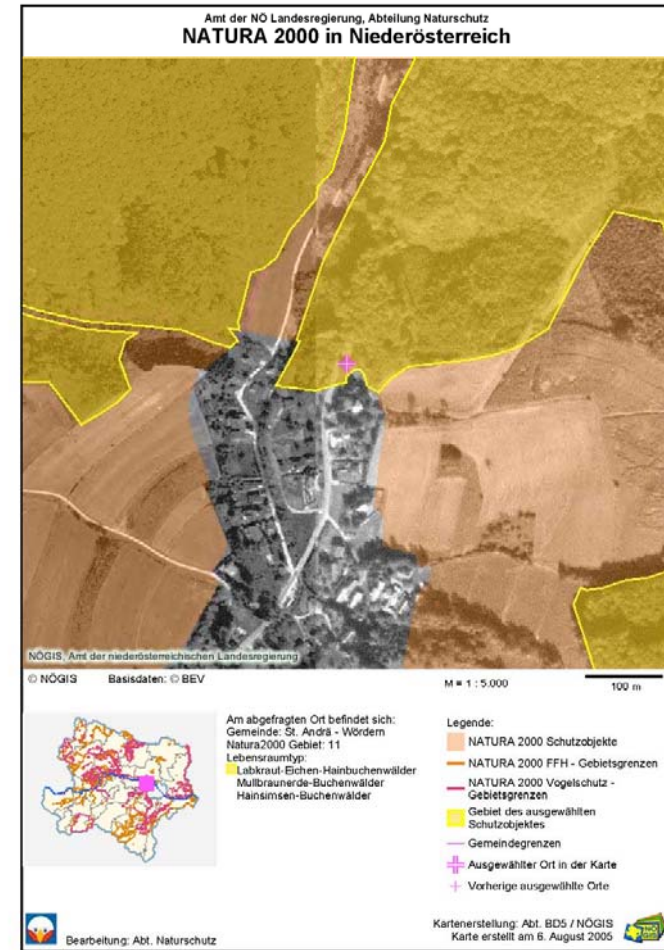 Amt der NÖ Landesregierung, Abteilung Naturschutz
NATURA 2000 in Niederösterreich
NÖGIS, Amt der niederösterreichischen Landesregierung
© NÖGIS Basisdaten: © BEV
M = 1 : 5.000
100 m
Am abgefragten Ort befindet sich:
Gemeinde: St. Andrä - Wördern
Natura2000 Gebiet: 11
Lebensraumtyp:
Labkraut-Eichen-Hainbuchenwälder
Mullbraunerde-Buchenwälder
Hainsimsen-Buchenwälder
Legende:
NATURA 2000 Schutzobjekte
NATURA 2000 FFH - Gebietsgrenzen
NATURA 2000 Vogelschutz -
Gebietsgrenzen
Gebiet des ausgewählten
Schutzobjektes
Gemeindegrenzen
Ausgewählter Ort in der Karte
Vorherige ausgewählte Orte
Bearbeitung: Abt. Naturschutz
Kartenerstellung: Abt. BD5 / NÖGIS
Karte erstellt am 6. August 2005